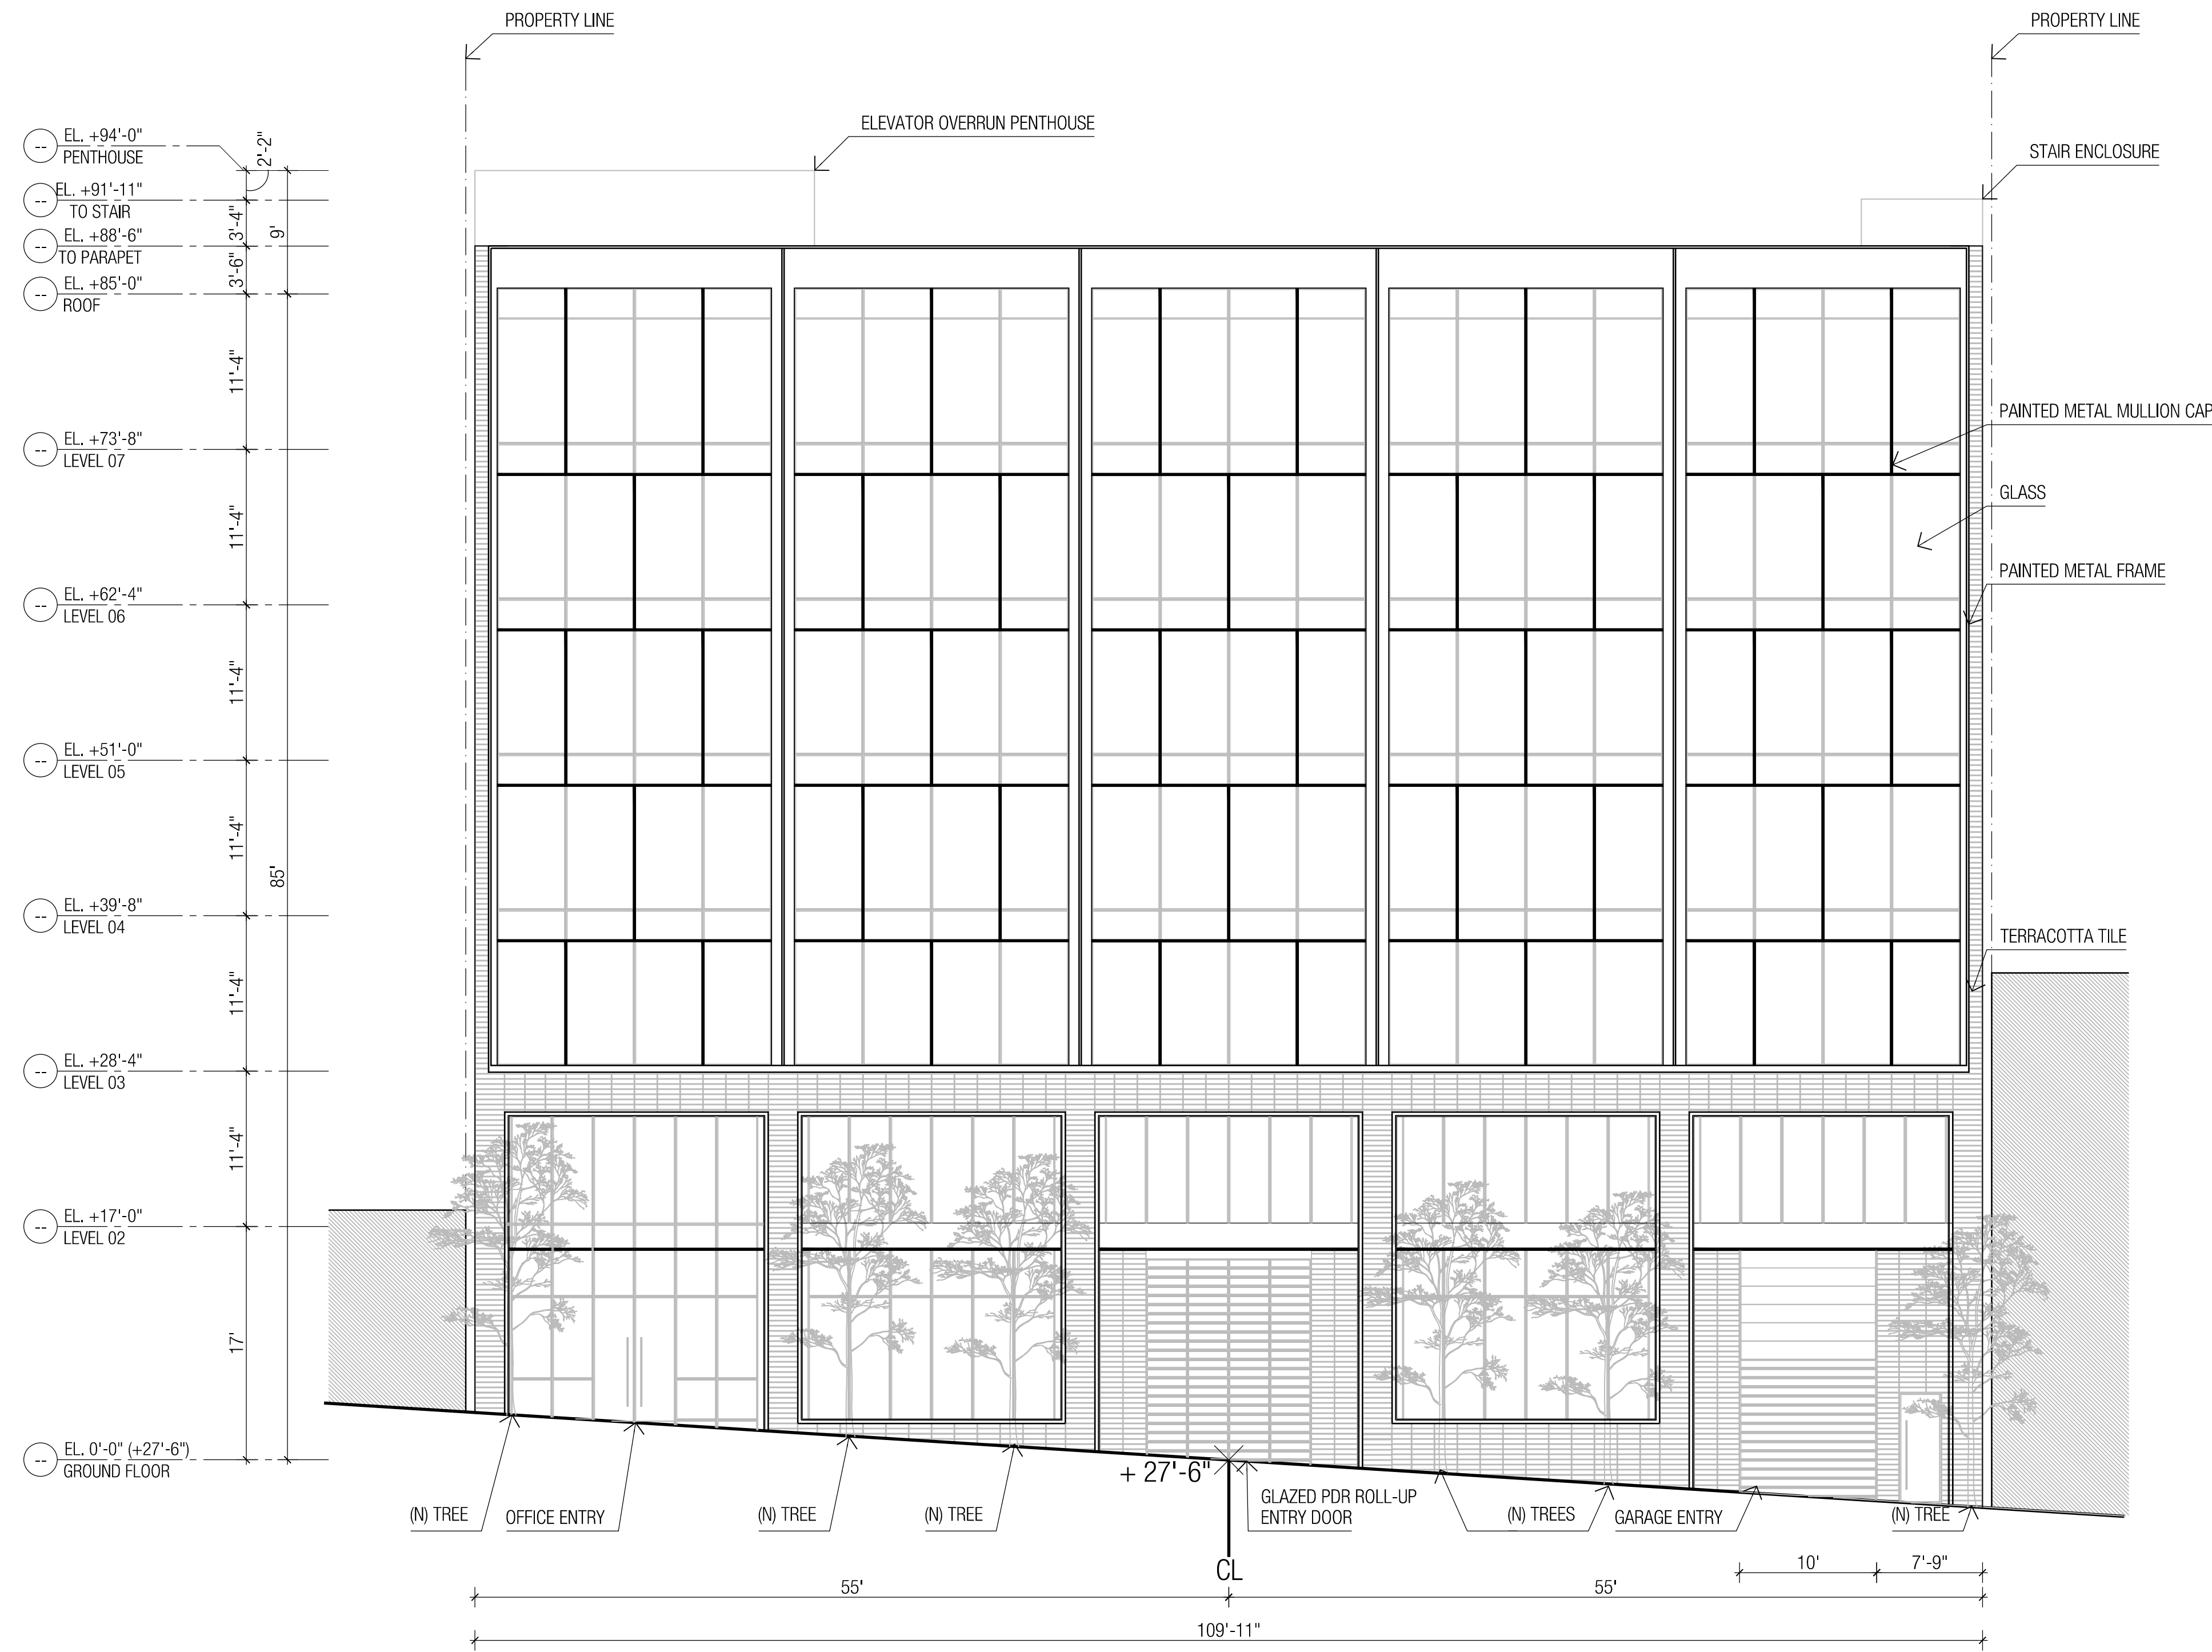 PROPERTY LINE
PROPERTY LINE
ELEVATOR OVERRUN PENTHOUSE
STAIR ENCLOSURE
EL. +94'-0"
PENTHOUSE
2'-2"
EL. +91'-11"
TO STAIR
3'-4"
9'
EL. +88'-6"
TO PARAPET
3'-6"
EL. +85'-0"
ROOF
11'-4"
PAINTED METAL MULLION CAP
EL. +73'-8"
LEVEL 07
GLASS
11'-4"
PAINTED METAL FRAME
EL. +62'-4"
LEVEL 06
11'-4"
EL. +51'-0"
LEVEL 05
11'-4"
85'
EL. +39'-8"
LEVEL 04
TERRACOTTA TILE
11'-4"
EL. +28'-4"
LEVEL 03
11'-4"
EL. +17'-0"
LEVEL 02
17'
EL. 0'-0" (+27'-6")
GROUND FLOOR
+ 27'-6"
(N) TREE
OFFICE ENTRY
(N) TREE
(N) TREE
GLAZED PDR ROLL-UP
ENTRY DOOR
(N) TREES
GARAGE ENTRY
(N) TREE
CL
10'
7'-9"
55'
55'
109'-11"